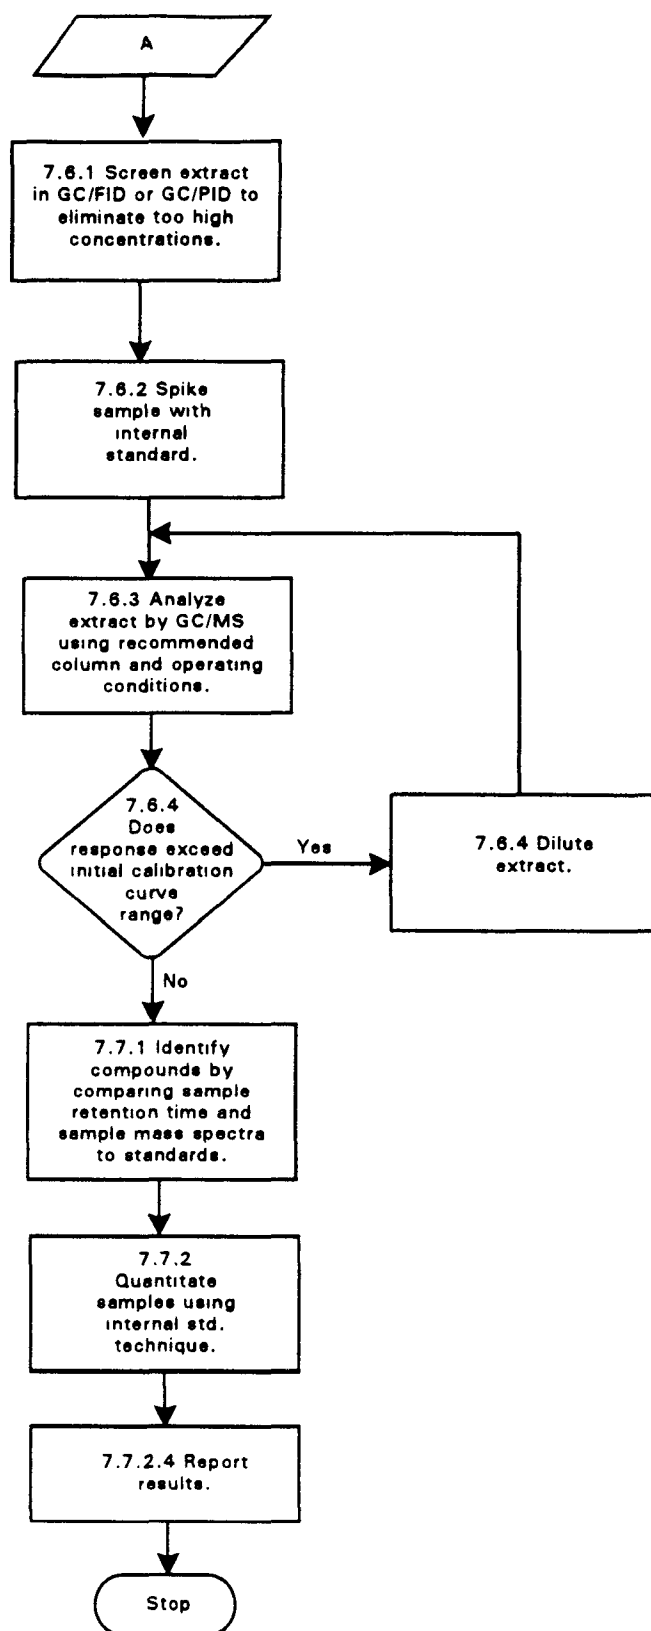 A
7.6.1 Screen extract
in GC/FID or GC/PID to
eliminate too high
concentrations.
7.6.2 Spike
sample with
internal
standard.
7.6.3 Analyze
extract by GC/MS
using recommended
column and operating
conditions.
7.6.4
Does
response exceed
initial calibration
curve
range?
Yes
7.6.4 Dilute
extract.
No
7.7.1 Identify
compounds by
comparing sample
retention time and
sample mass spectra
to standards.
7.7.2
Quantitate
samples using
internal std.
technique.
7.7.2.4 Report
results.
Stop